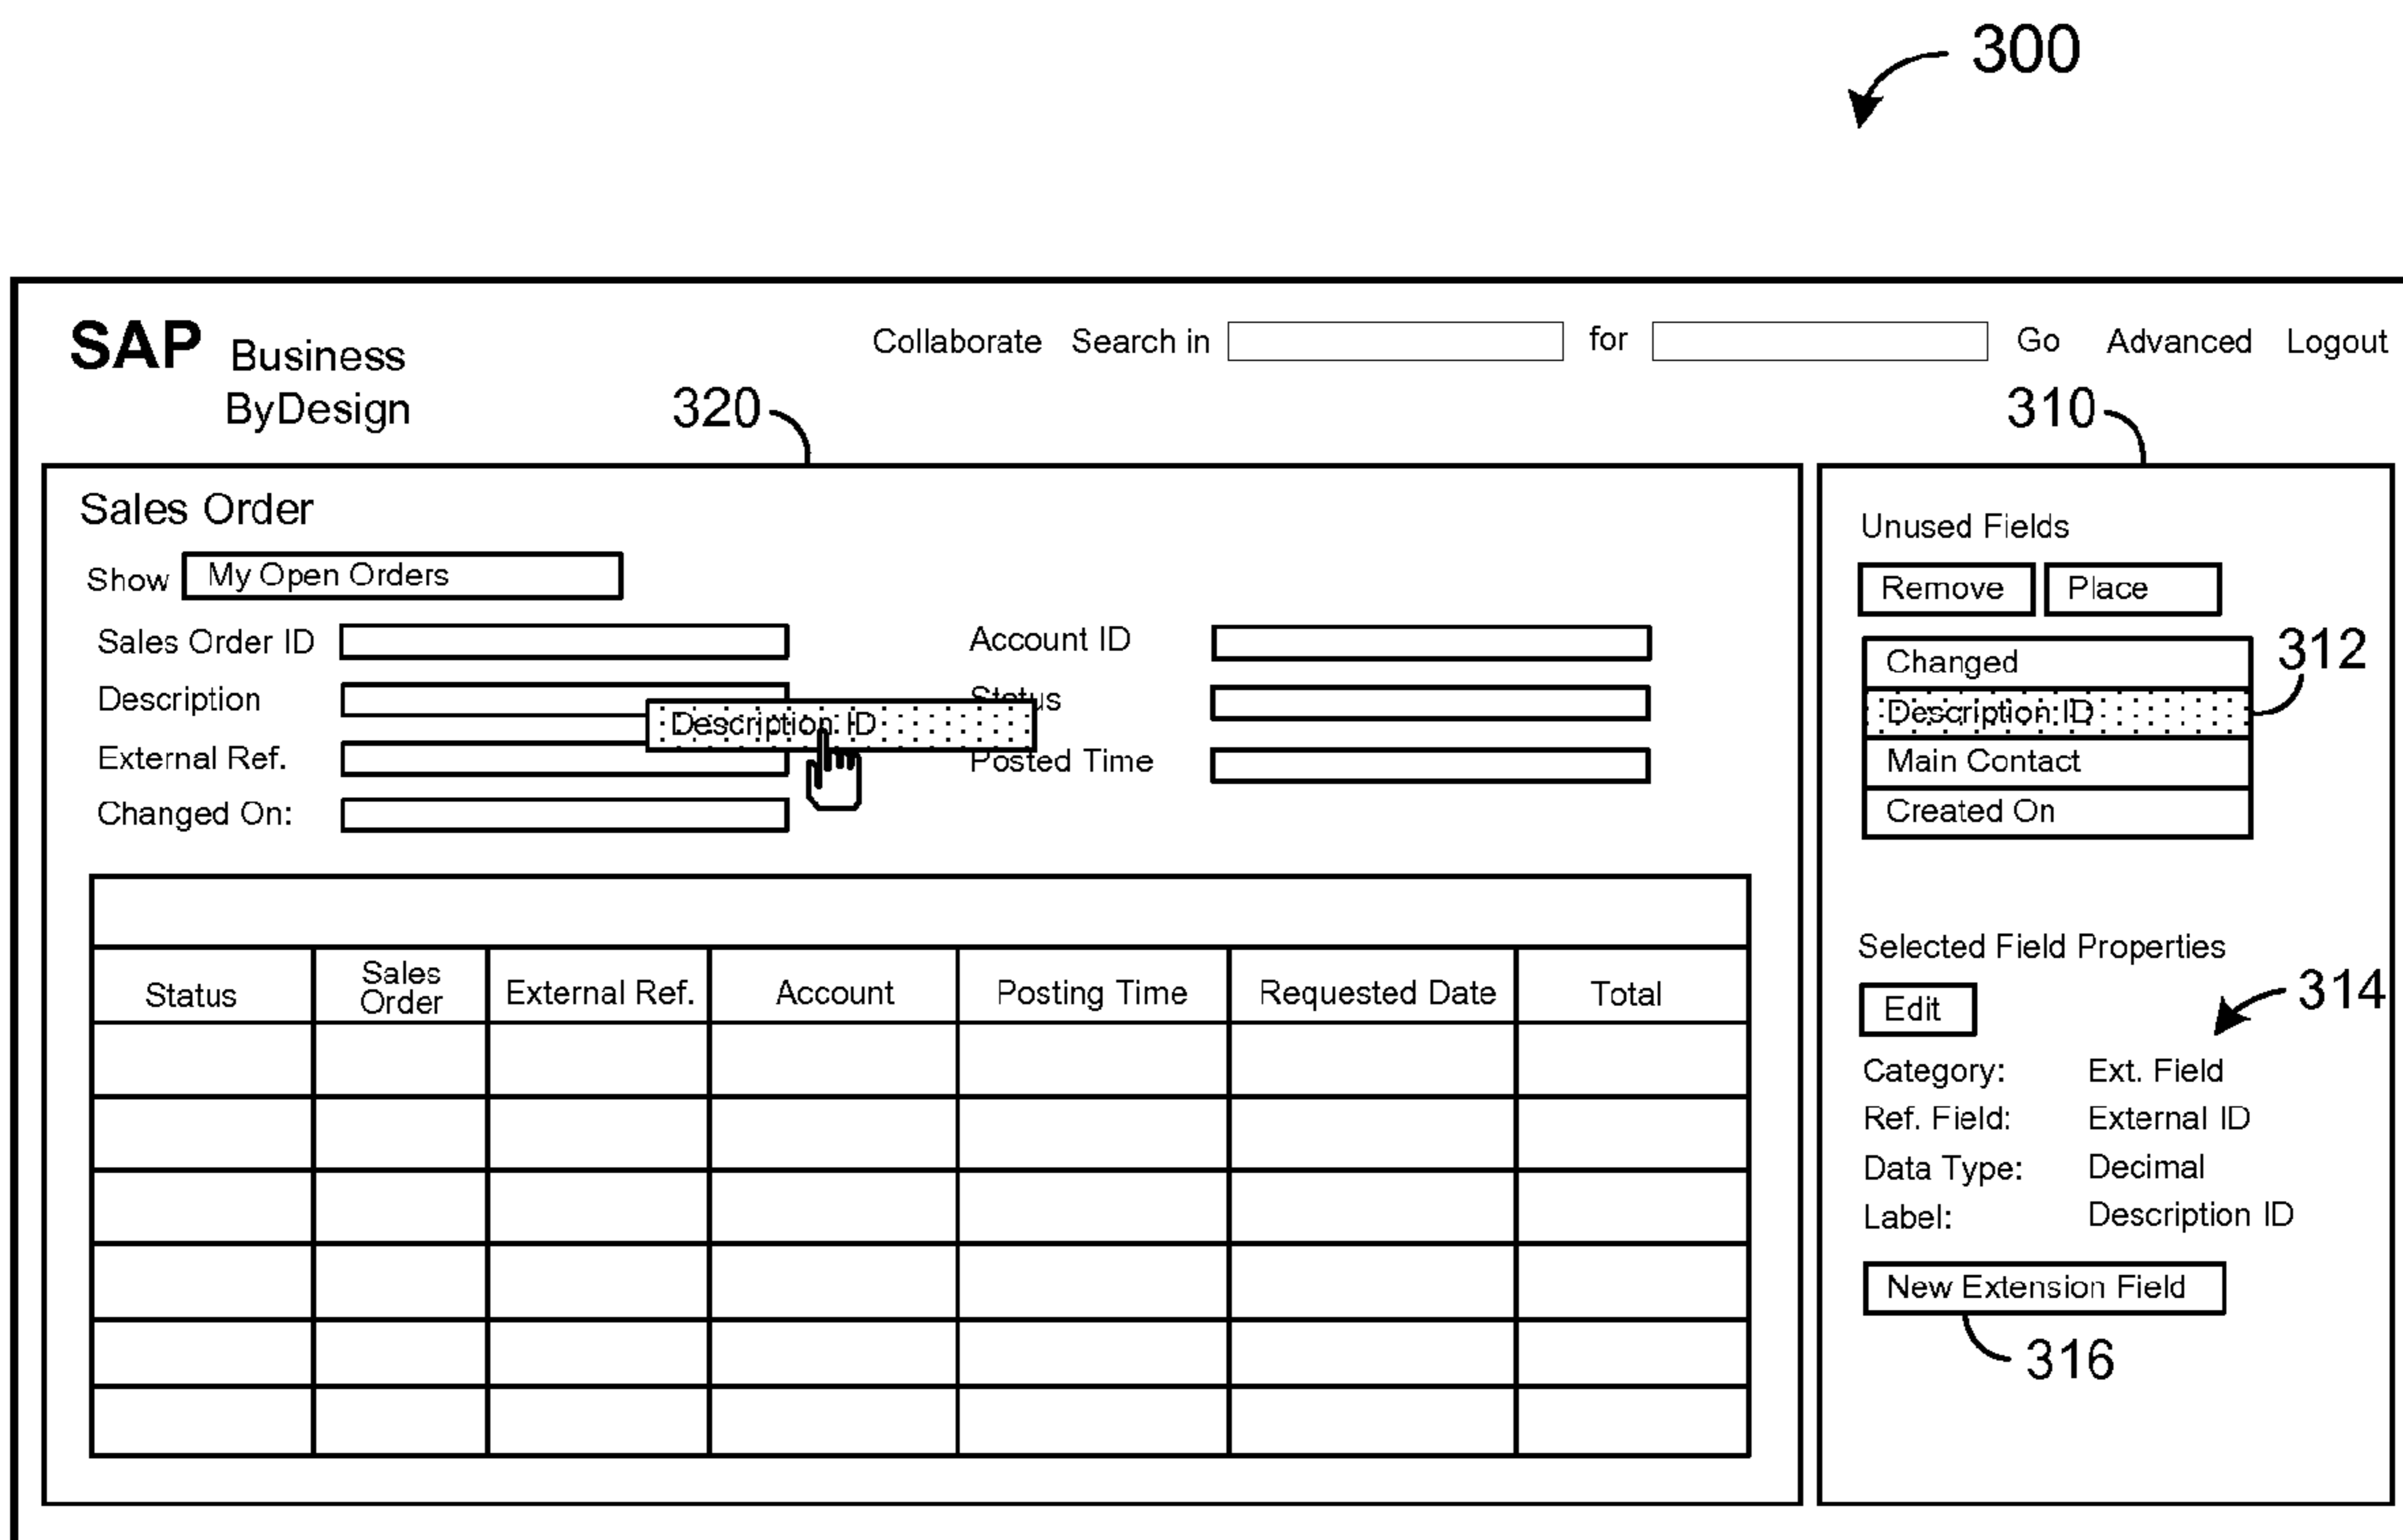 300
SAP Business
ByDesign
Collaborate Search in for Go Advanced Logout
320
310
Sales Order
Show My Open Orders
Sales Order ID
Account ID
Description
Status
Description ID
External Ref.
Posted Time
Changed On:
Status
Sales
Order
External Ref.
Account
Posting Time
Requested Date
Total
Unused Fields
Remove Place
Changed
312
Description ID
Main Contact
Created On
Selected Field Properties
314
Edit
Category: Ext. Field
Ref. Field: External ID
Data Type: Decimal
Label: Description ID
New Extension Field
316